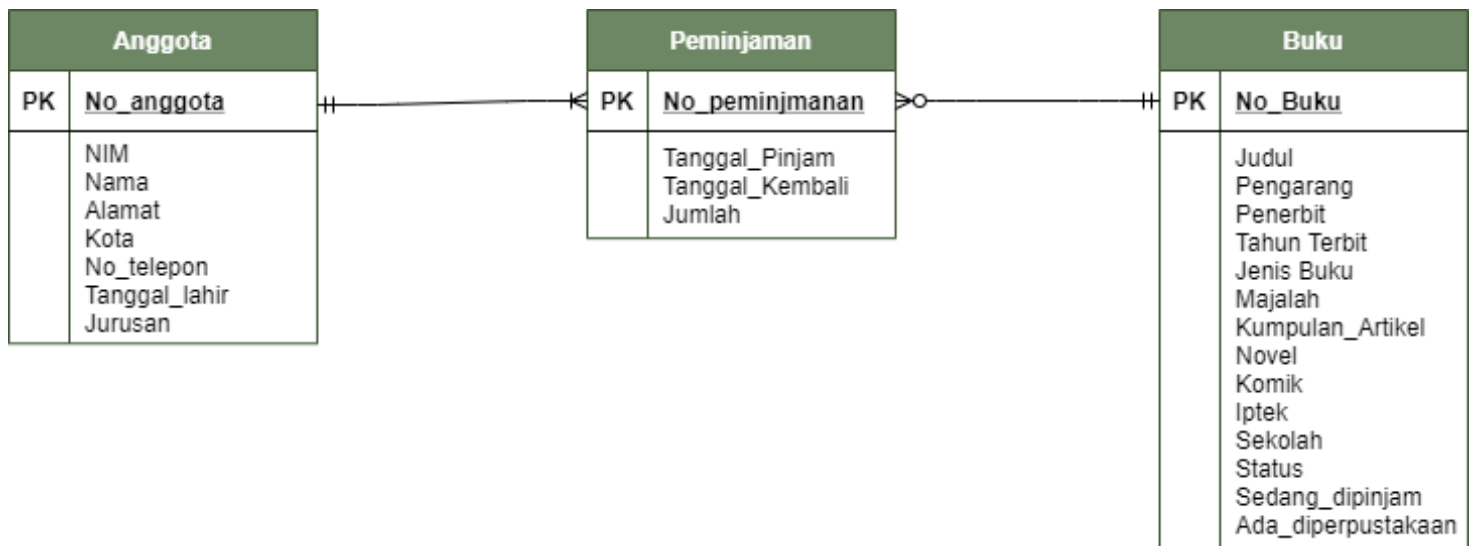 Anggota
PK No_anggota
NIM
Nama
Alamat
Kota
No_telepon
Tanggal_lahir
Jurusan
Peminjaman
PK No_peminjmanan
Tanggal_Pinjam
Tanggal_Kembali
Jumlah
Buku
PK No_Buku
Judul
Pengarang
Penerbit
Tahun Terbit
Jenis Buku
Majalah
Kumpulan_Artikel
Novel
Komik
Iptek
Sekolah
Status
Sedang_dipinjam
Ada_diperpustakaan